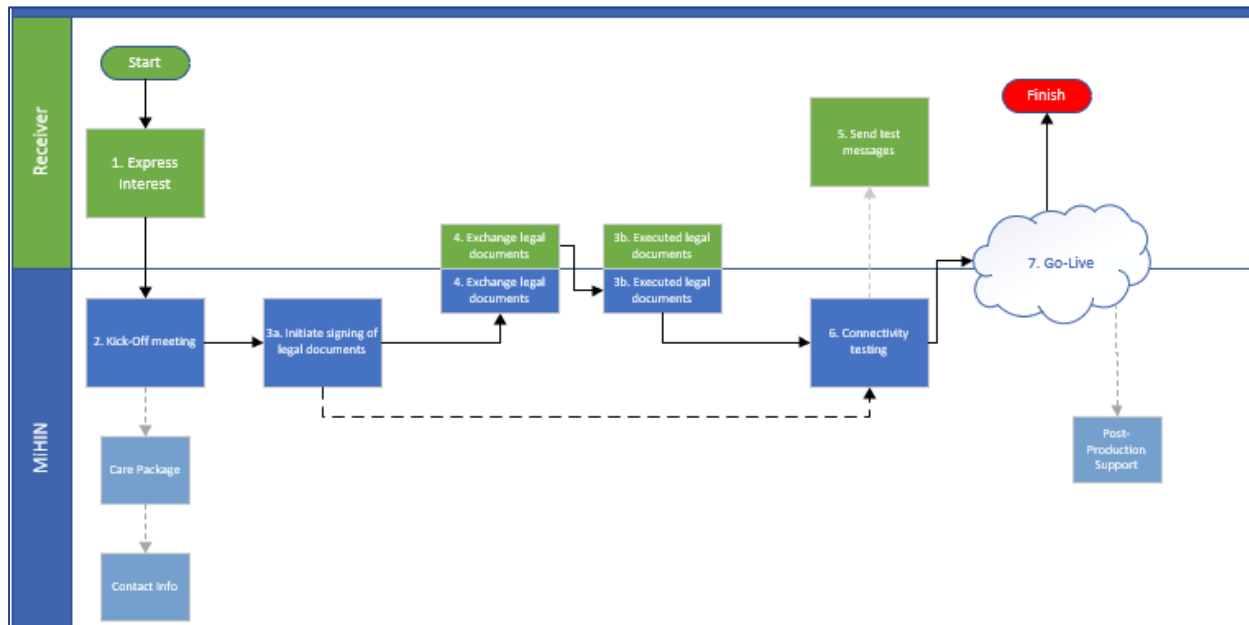 Receiver
Start
1. Express
Interest
5. Send test
messages
Finish
4. Exchange legal
documents
3b. Executed legal
documents
7. Go-Live
MiHIN
4. Exchange legal
documents
3b. Executed legal
documents
2. Kick-Off meeting
3a. Initiate signing of
legal documents
6. Connectivity
testing
Care Package
Contact Info
Post-
Production
Support